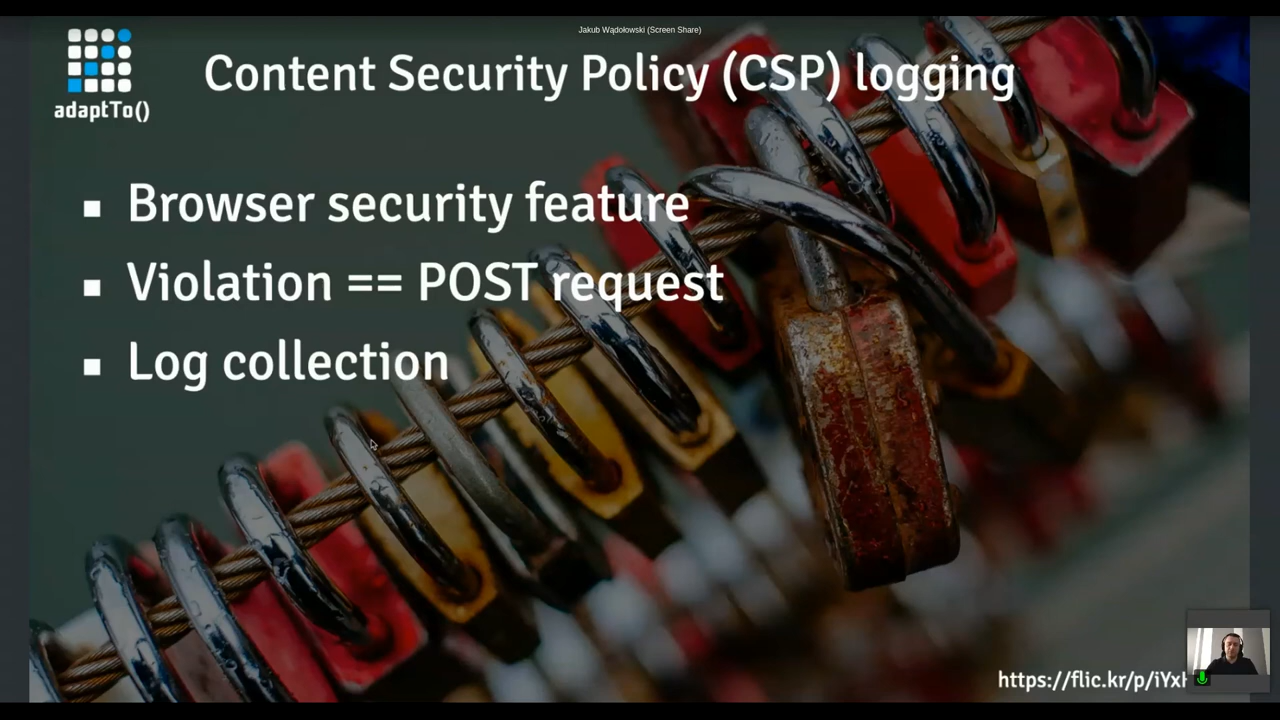 Jakub Wądołowski (Screen Share)
adaptTo()
Content Security Policy (CSP) logging
Browser security feature
Violation == POST request
Log collection